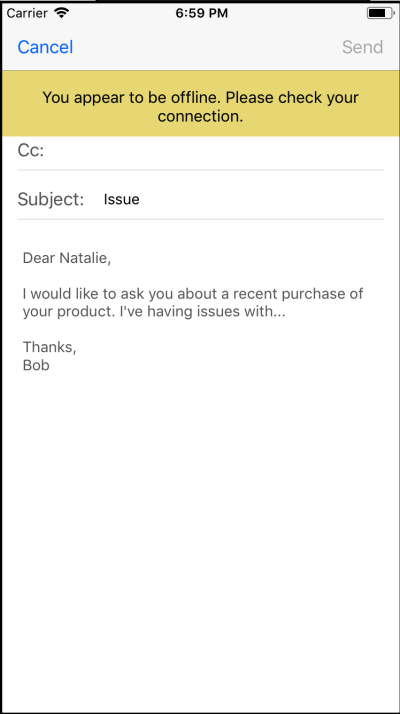 Carrier 6:59 PM
Cancel Send
You appear to be offline. Please check your
connection.
Cc:
Subject: Issue
Dear Natalie,
I would like to ask you about a recent purchase of
your product. I've having issues with...
Thanks,
Bob